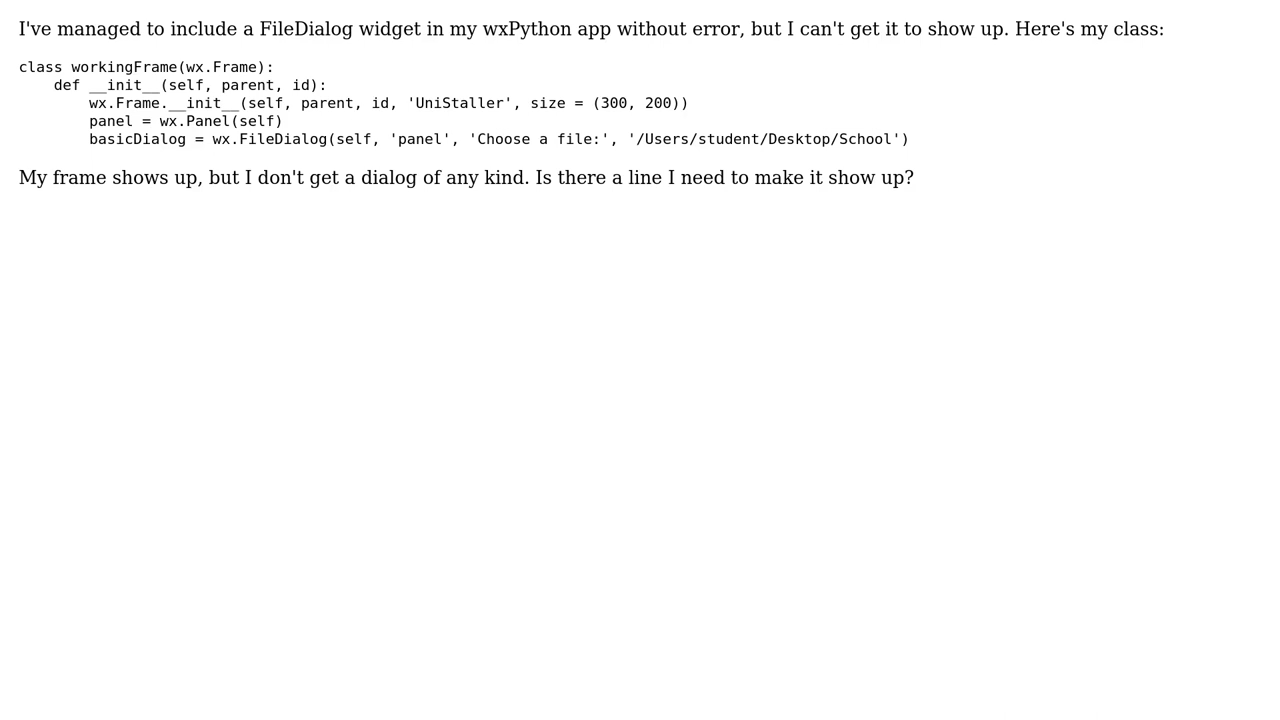 I've managed to include a FileDialog widget in my wxPython app without error, but I can't get it to show up. Here's my class:
class workingFrame(wx.Frame):
    def __init__(self, parent, id):
        wx.Frame.__init__(self, parent, id, 'UniStaller', size = (300, 200))
        panel = wx.Panel(self)
        basicDialog = wx.FileDialog(self, 'panel', 'Choose a file:', '/Users/student/Desktop/School')
My frame shows up, but I don't get a dialog of any kind. Is there a line I need to make it show up?